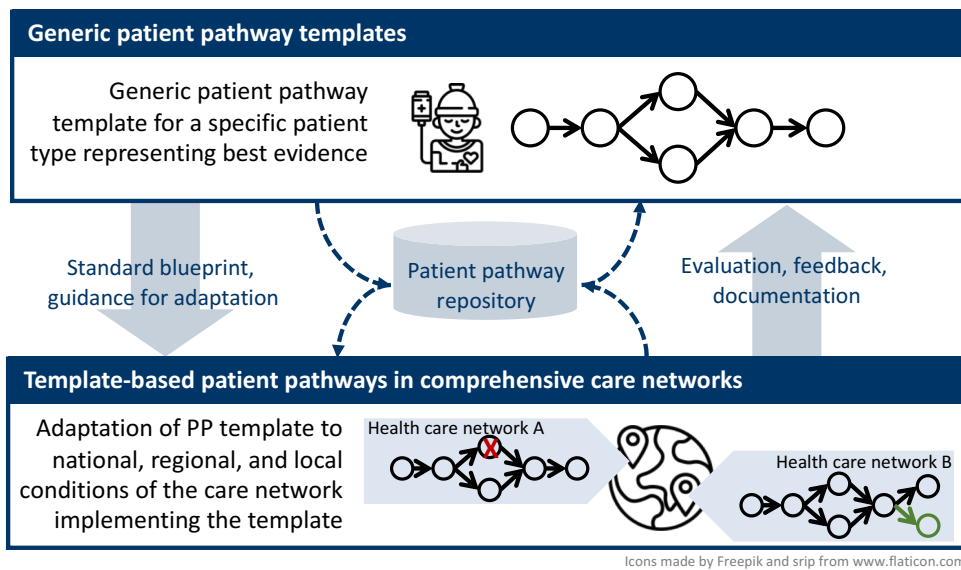 Generic patient pathway templates
Generic patient pathway
template for a specific patient
type representing best evidence
Standard blueprint,
guidance for adaptation
Patient pathway
repository
Evaluation, feedback,
documentation
Template-based patient pathways in comprehensive care networks
Adaptation of PP template to
national, regional, and local
conditions of the care network
implementing the template
Health care network A
X
Health care network B
Icons made by Freepik and srip from www.flaticon.com